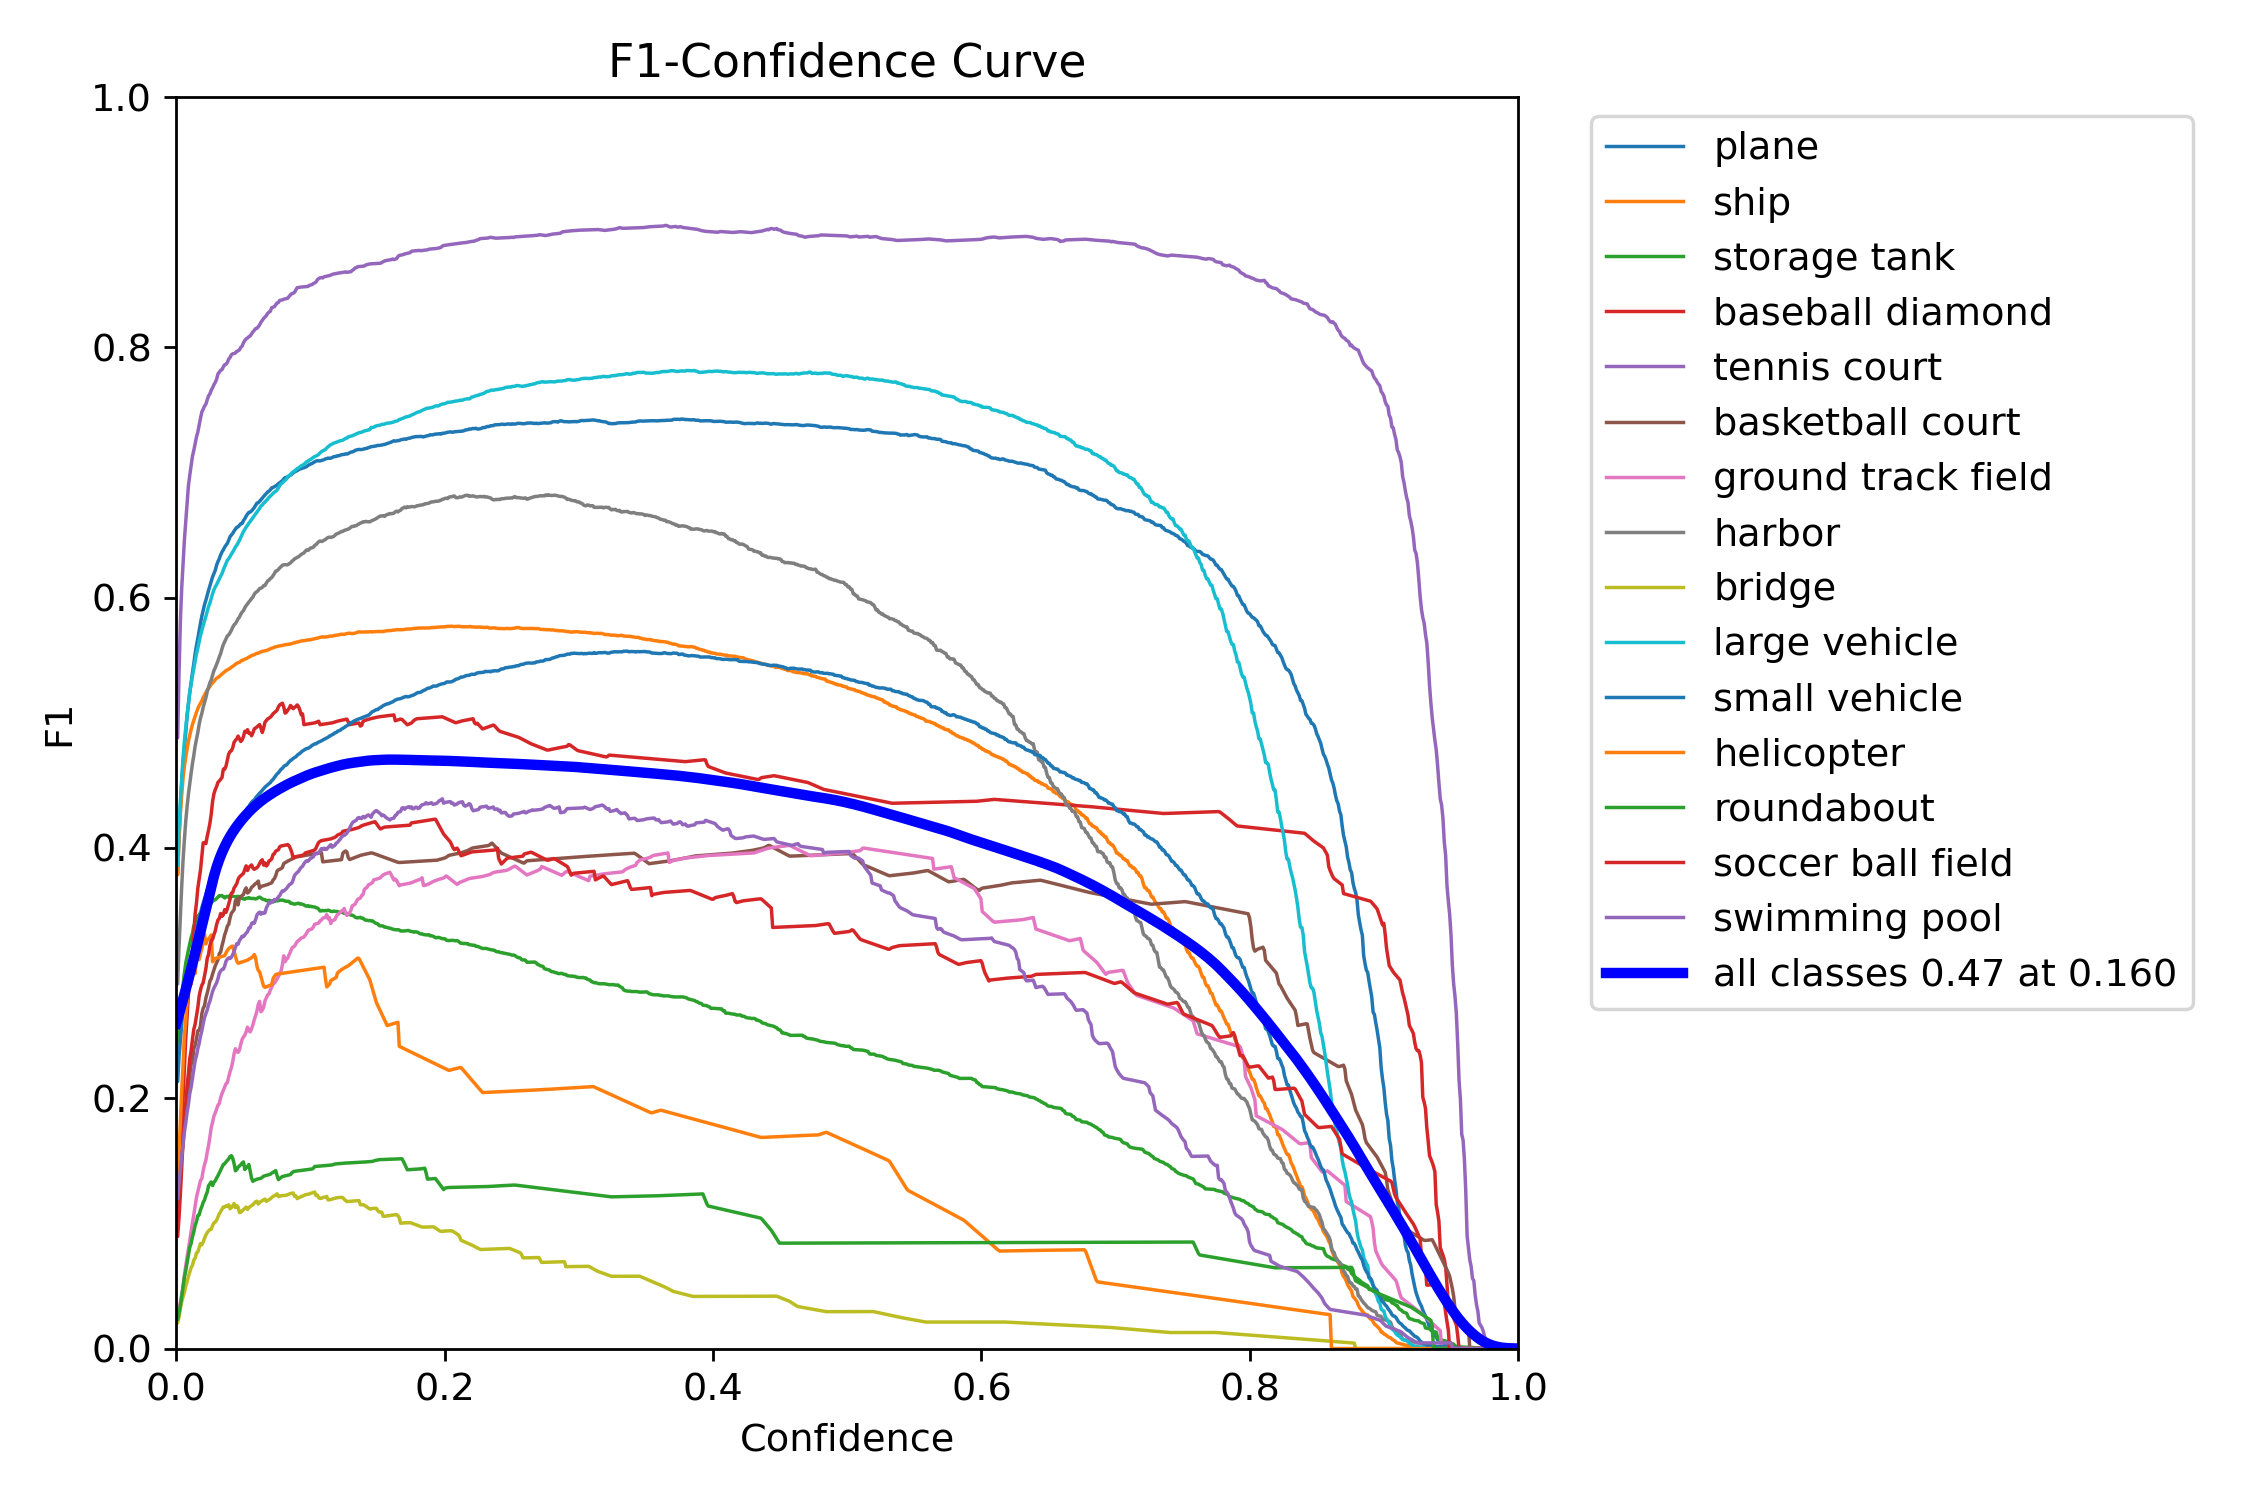 F1-Confidence Curve
1.0
0.8
0.6
0.4
0.2
0.0
F1
0.0 0.2 0.4 0.6 0.8 1.0
Confidence
plane
ship
storage tank
baseball diamond
tennis court
basketball court
ground track field
harbor
bridge
large vehicle
small vehicle
helicopter
roundabout
soccer ball field
swimming pool
all classes 0.47 at 0.160